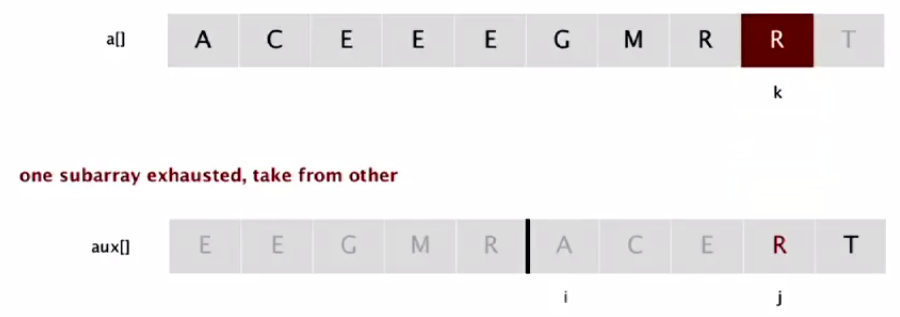 a[] A C E E E G M R R T
k
one subarray exhausted, take from other
aux[] E E G M R A C E R T
i j